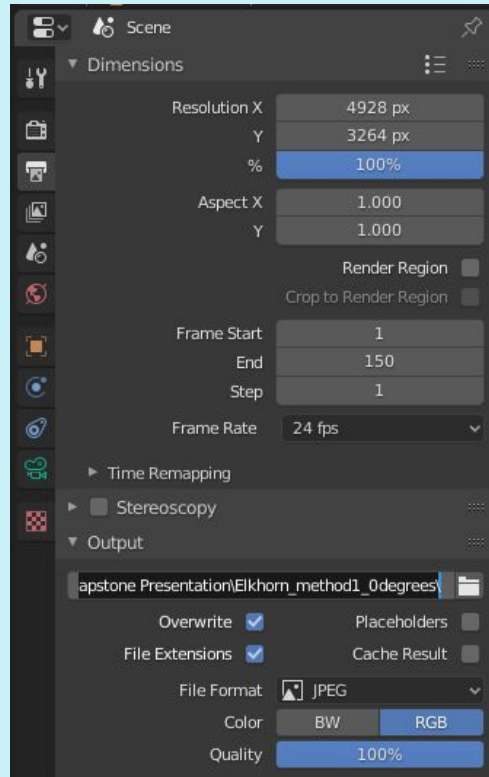 Scene
Dimensions
Resolution X 4928 px
Y 3264 px
% 100%
Aspect X 1.000
Y 1.000
Render Region
Crop to Render Region
Frame Start 1
End 150
Step 1
Frame Rate 24 fps
Time Remapping
Stereoscopy
Output
apstone Presentation\Elkhorn_method1_0degrees\
Overwrite Placeholders
File Extensions Cache Result
File Format JPEG
Color BW RGB
Quality 100%